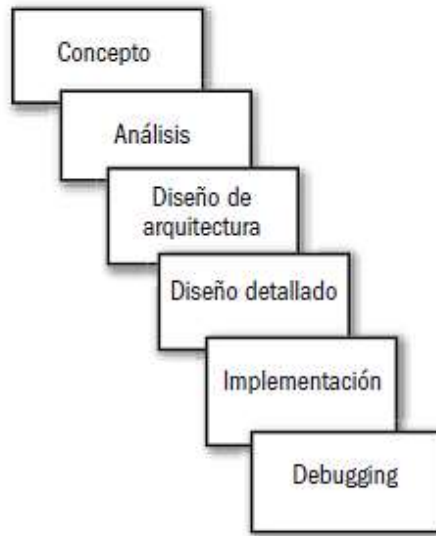 Concepto
Análisis
Diseño de
arquitectura
Diseño detallado
Implementación
Debugging